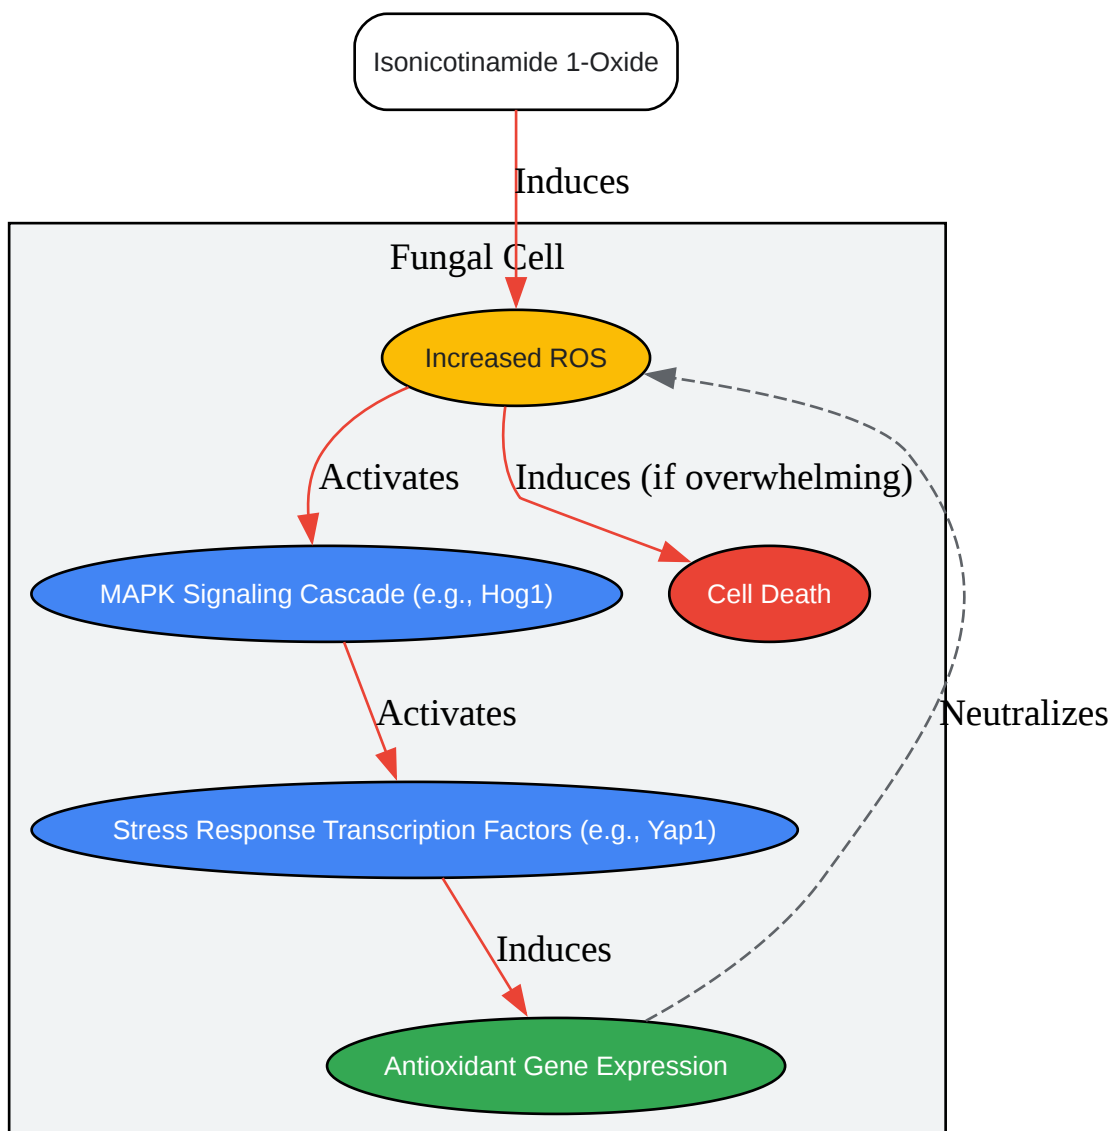 Isonicotinamide 1-Oxide
Induces
Fungal Cell
Increased ROS
Activates
Induces (if overwhelming)
MAPK Signaling Cascade (e.g., Hog1)
Cell Death
Activates
Neutralizes
Stress Response Transcription Factors (e.g., Yap1)
Induces
Antioxidant Gene Expression